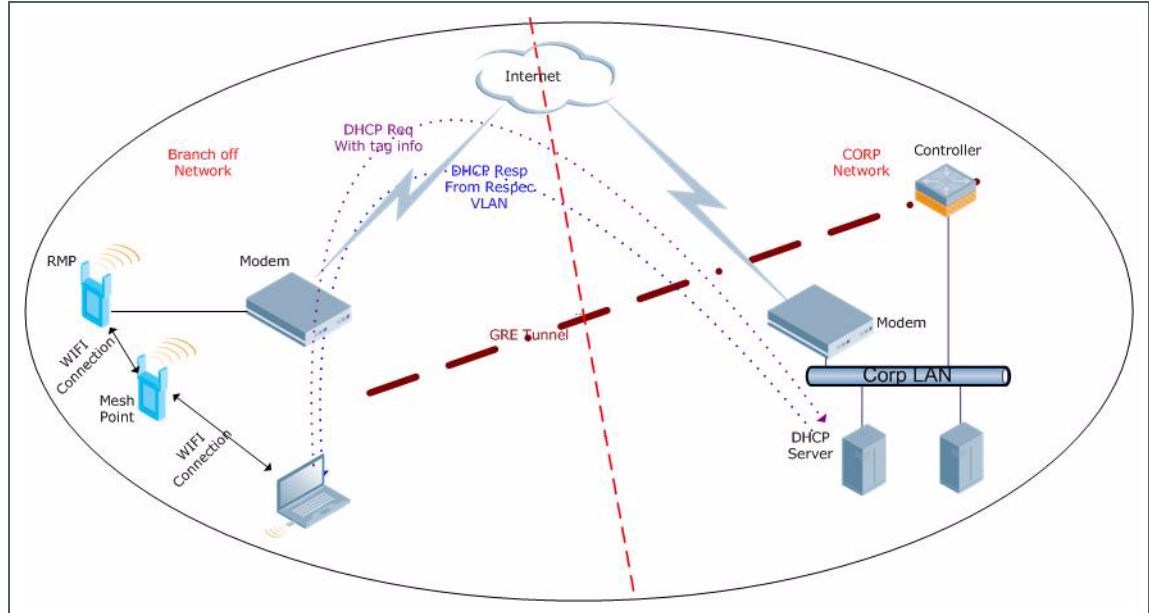 Internet
DHCP Req
With tag info
Branch off
Network
DHCP Resp
From Respec
VLAN
CORP
Network
Controller
RMP
Modem
GRE Tunnel
Modem
WIFI
Connection
Mesh
Point
WIFI
Connection
Corp LAN
DHCP
Server